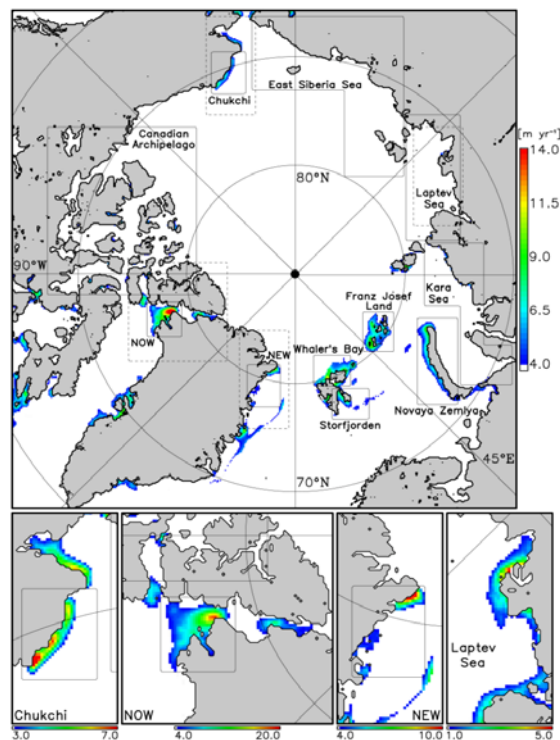 Chukchi
East Siberia Sea
[m yr⁻¹]
14.0
Canadian
Archipelago
80°N
Laptev
Sea
11.5
9.0
90°W
Kara
Sea
Franz Josef
Land
6.5
NOW
NEW
Whaler's Bay
4.0
Novaya Zemlya
Storfjorden
45°E
70°N
Laptev
Sea
Chukchi
NOW
NEW
3.0
7.0
4.0
20.0
4.0
10.0
1.0
5.0